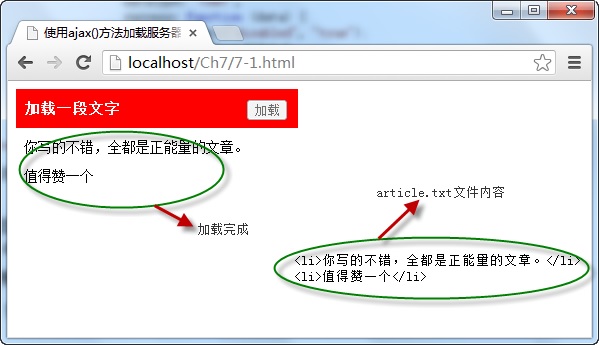 使用ajax()方法加载服务器
localhost/Ch7/7-1.html
加载一段文字
加载
你写的不错，全都是正能量的文章。
值得赞一个
加载完成
article.txt文件内容
<li>你写的不错，全都是正能量的文章。</li>
<li>值得赞一个</li>